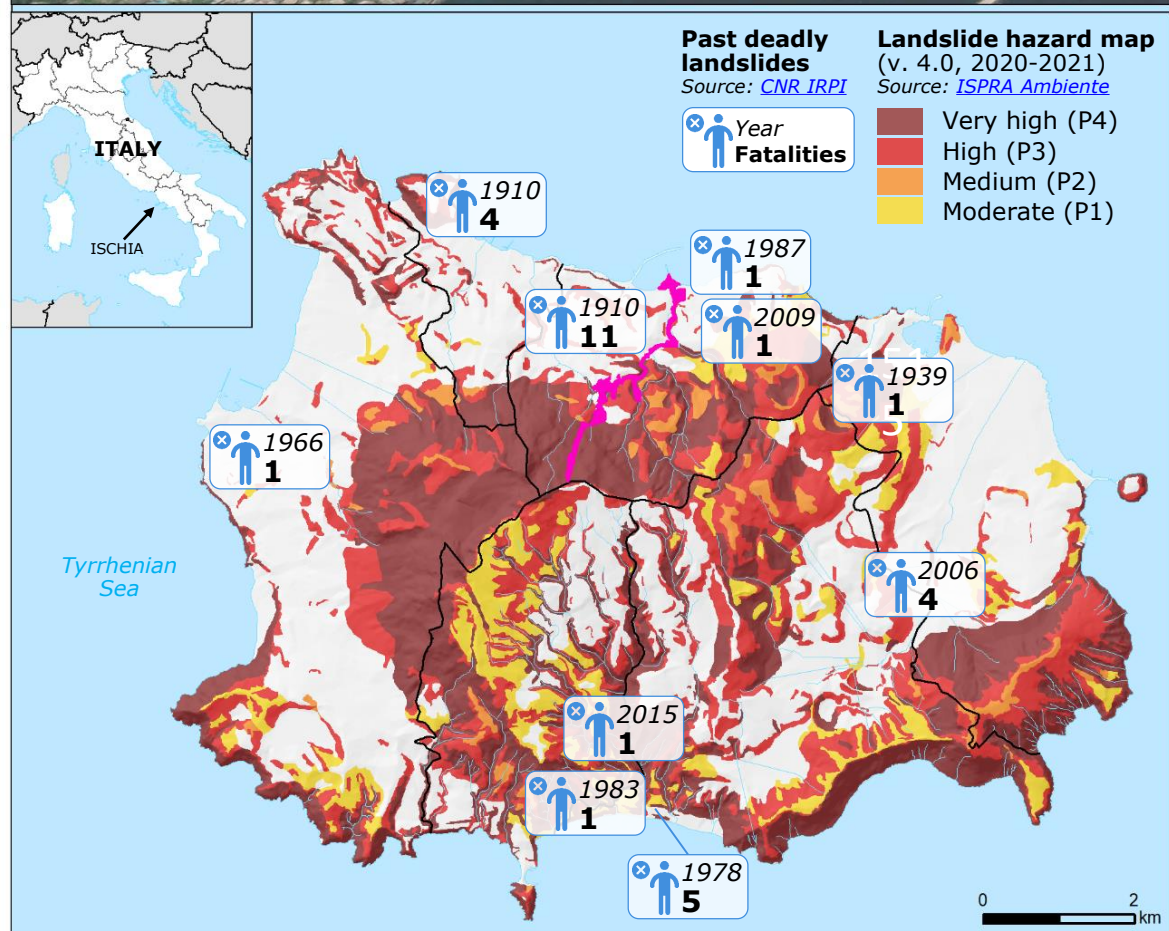 Past deadly
landslides
Source: CNR IRPI
Year
Fatalities
Landslide hazard map
(v. 4.0, 2020-2021)
Source: ISPRA Ambiente
Very high (P4)
High (P3)
Medium (P2)
Moderate (P1)
ITALY
ISCHIA
1910
4
1987
1
1910
11
2009
1
1939
1
1966
1
Tyrrhenian
Sea
2006
4
2015
1
1983
1
1978
5
0 2
km